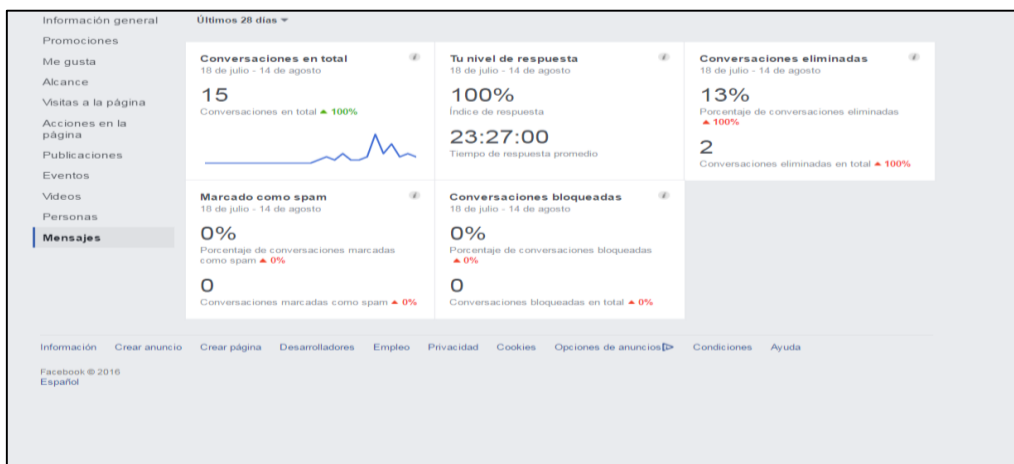 Información general
Promociones
Me gusta
Alcance
Visitas a la página
Acciones en la
página
Publicaciones
Eventos
Videos
Personas
Mensajes
Últimos 28 días
Conversaciones en total
18 de julio - 14 de agosto
15
Conversaciones en total ▲ 100%
Tu nivel de respuesta
18 de julio - 14 de agosto
100%
Índice de respuesta
23:27:00
Tiempo de respuesta promedio
Conversaciones eliminadas
18 de julio - 14 de agosto
13%
Porcentaje de conversaciones eliminadas
▲ 100%
2
Conversaciones eliminadas en total ▲ 100%
Marcado como spam
18 de julio - 14 de agosto
0%
Porcentaje de conversaciones marcadas
como spam ▲ 0%
0
Conversaciones marcadas como spam ▲ 0%
Conversaciones bloqueadas
18 de julio - 14 de agosto
0%
Porcentaje de conversaciones bloqueadas
▲ 0%
0
Conversaciones bloqueadas en total ▲ 0%
Información Crear anuncio Crear página Desarrolladores Empleo Privacidad Cookies Opciones de anuncios Condiciones Ayuda
Facebook © 2016
Español